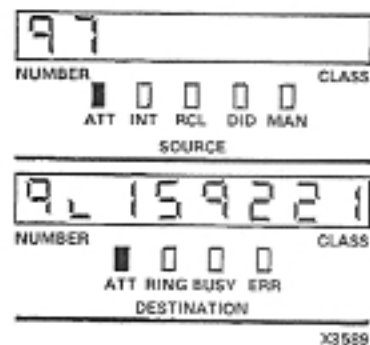 97
NUMBER CLASS
ATT INT RCL DID MAN
SOURCE
9L 159221
NUMBER CLASS
ATT RING BUSY ERR
DESTINATION
X3589